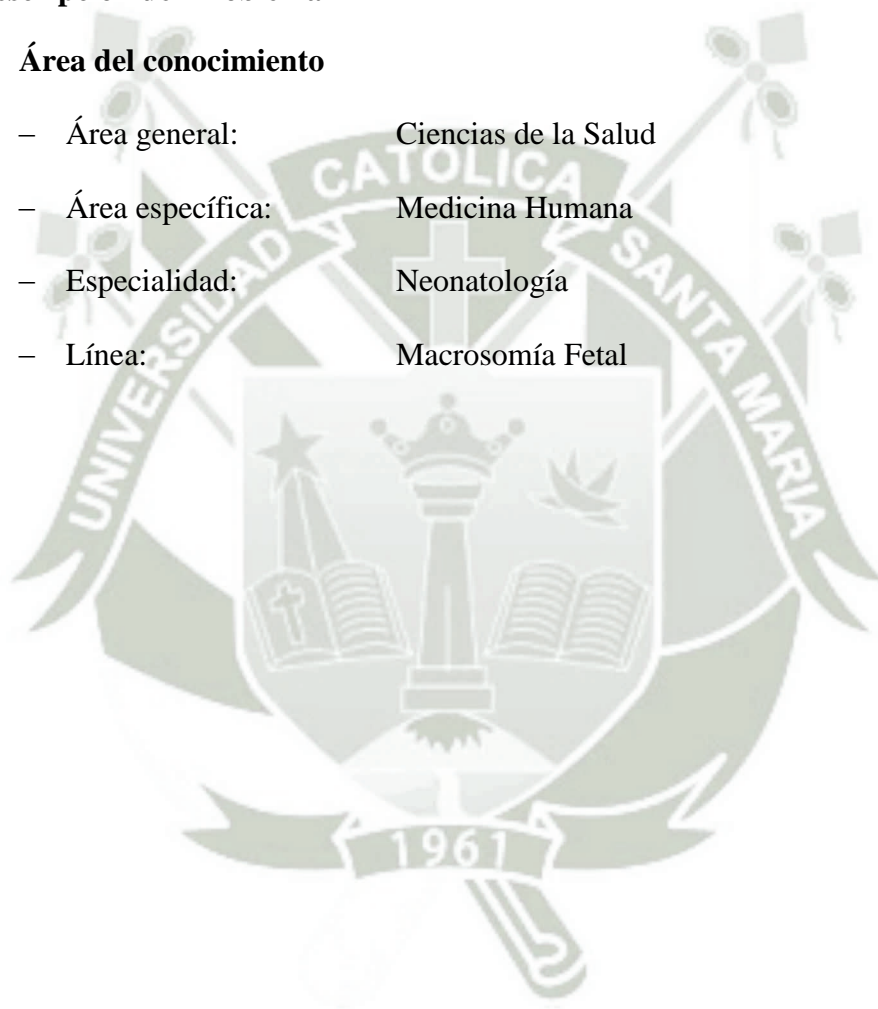 Área del conocimiento
– Área general: Ciencias de la Salud
– Área específica: Medicina Humana
– Especialidad: Neonatología
– Línea: Macrosomía Fetal
UNIVERSIDAD CATOLICA SANTA MARIA
1961